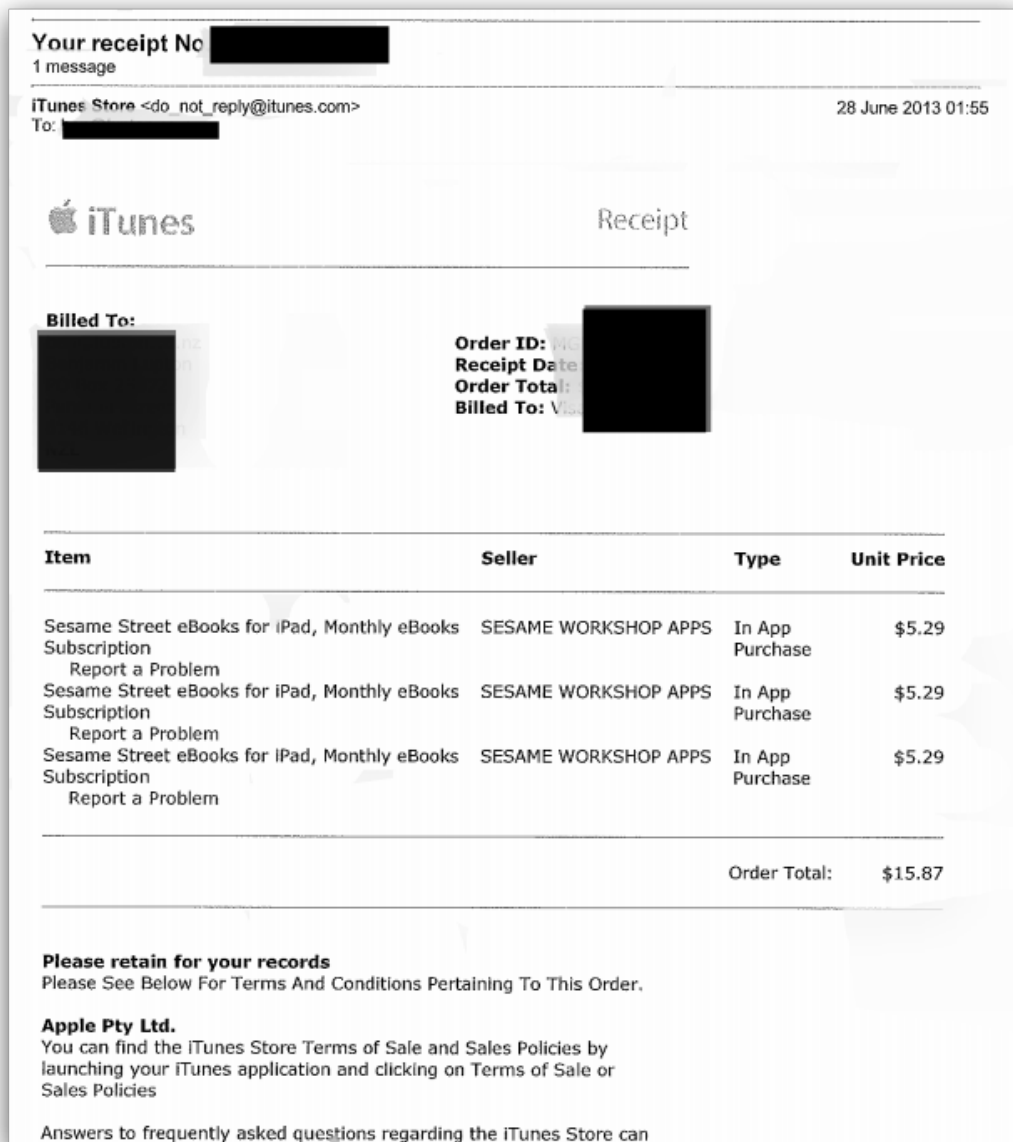 Your receipt No
1 message
iTunes Store <do_not_reply@itunes.com>
28 June 2013 01:55
To:
iTunes
Receipt
Billed To:
Order ID:
Receipt Date
Order Total:
Billed To:
Item Seller Type Unit Price
Sesame Street eBooks for iPad, Monthly eBooks SESAME WORKSHOP APPS In App $5.29
Subscription Purchase
Report a Problem
Sesame Street eBooks for iPad, Monthly eBooks SESAME WORKSHOP APPS In App $5.29
Subscription Purchase
Report a Problem
Sesame Street eBooks for iPad, Monthly eBooks SESAME WORKSHOP APPS In App $5.29
Subscription Purchase
Report a Problem
Order Total: $15.87
Please retain for your records
Please See Below For Terms And Conditions Pertaining To This Order.
Apple Pty Ltd.
You can find the iTunes Store Terms of Sale and Sales Policies by
launching your iTunes application and clicking on Terms of Sale or
Sales Policies
Answers to frequently asked questions regarding the iTunes Store can